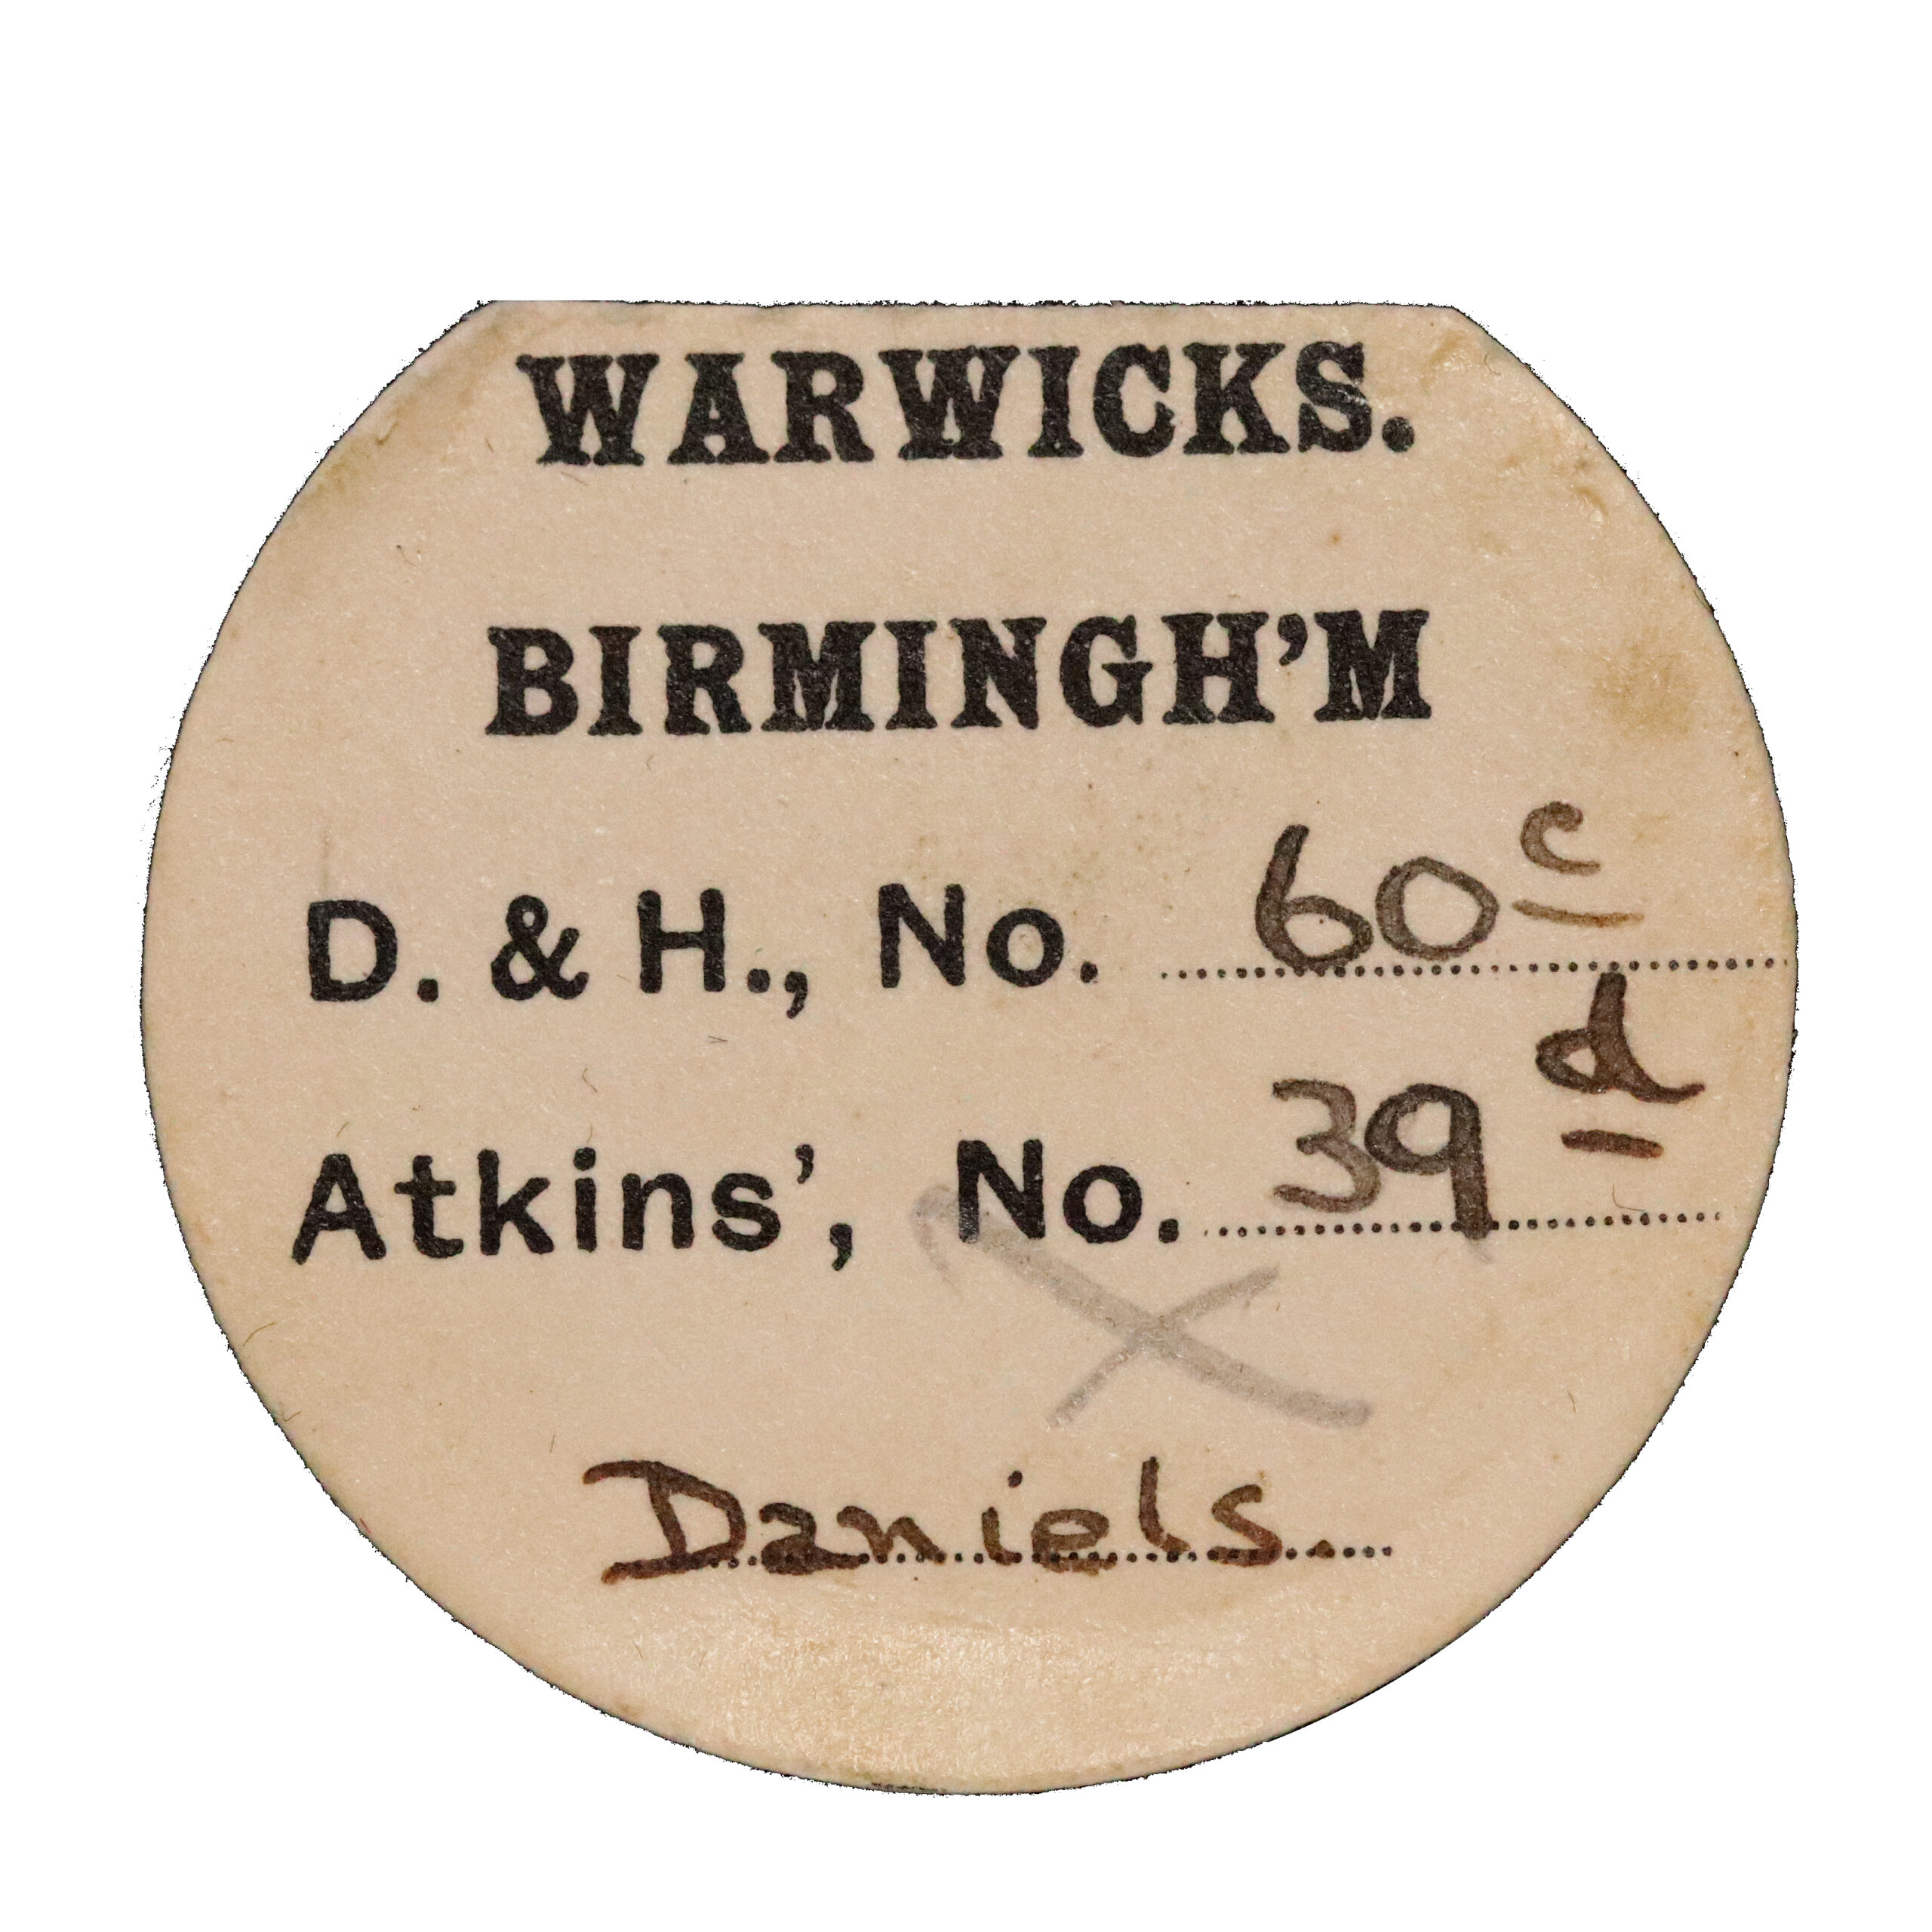 WARWICKS.
BIRMINGH'M
D. & H., No. 60c
Atkins', No. 39d
Daniels.